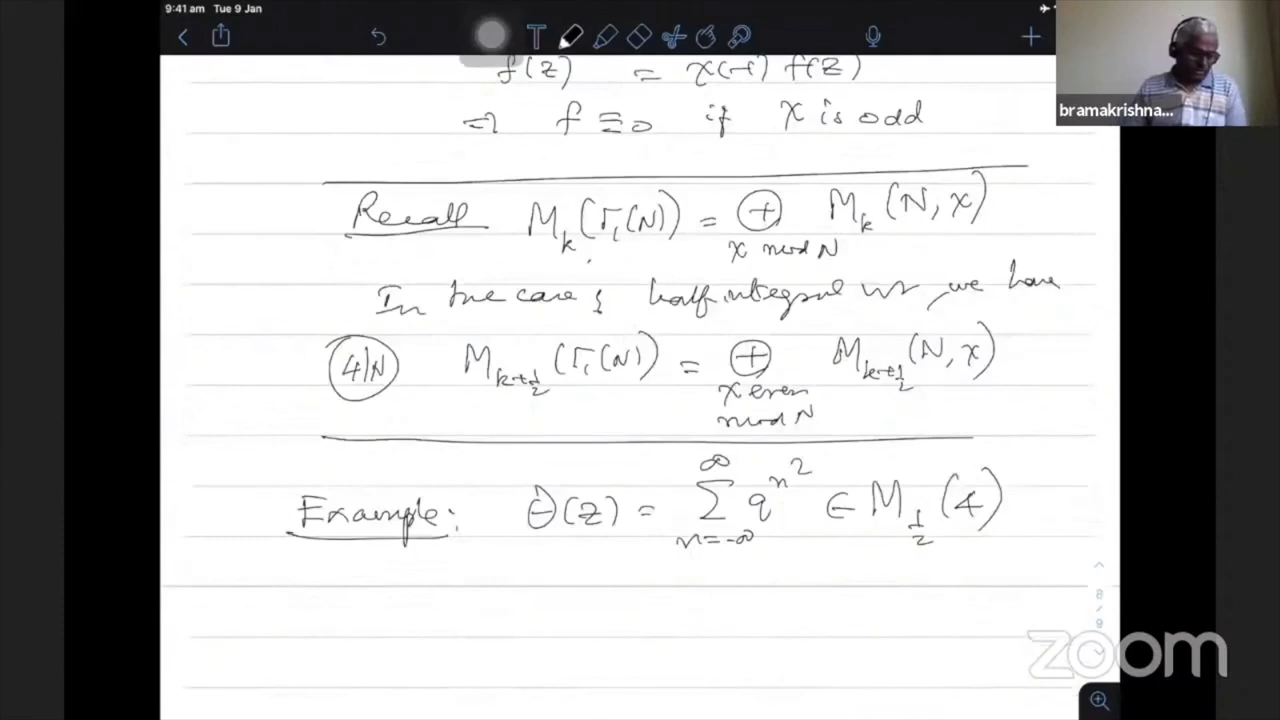 9:41 am Tue 9 Jan
f(z) = χ(-1) f(z)
⇒ f ≡ 0 if χ is odd
Recall M_k(Γ_1(N)) = ⊕ M_k(N, χ)
χ mod N
In the case of half integral wt, we have
4|N M_{k+1/2}(Γ_1(N)) = ⊕ M_{k+1/2}(N, χ)
χ even
mod N
Example: Θ(z) = ∑_{n=-∞}^{∞} q^{n^2} ∈ M_{1/2}(4)
bramakrishna...
8
/
9
zoom